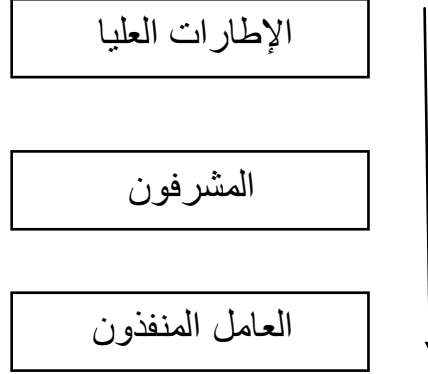 الإطارات العليا
المشرفون
العامل المنفذون